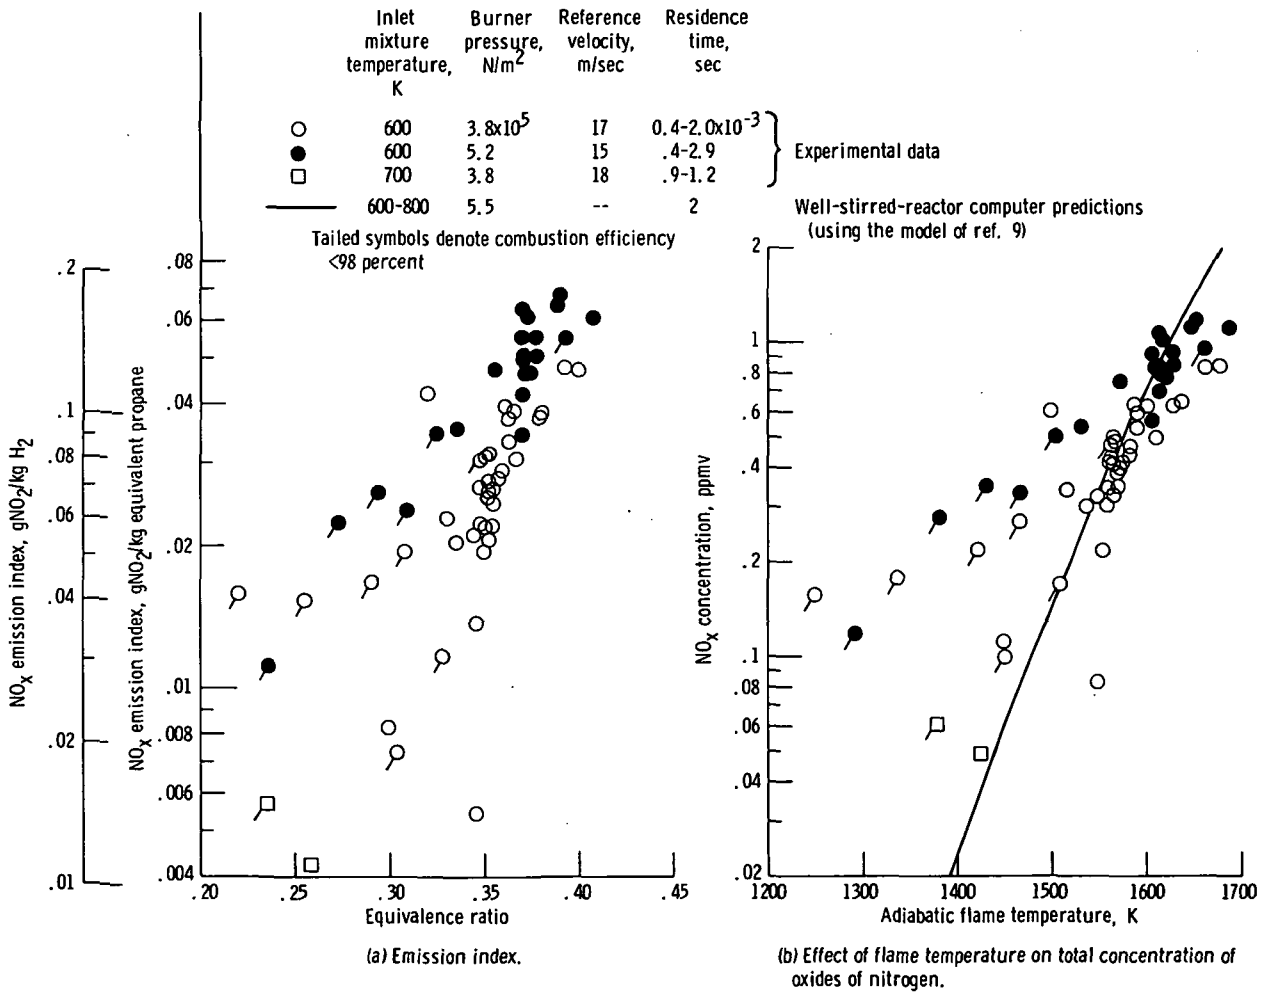 Inlet mixture temperature, K
Burner pressure, N/m²
Reference velocity, m/sec
Residence time, sec
600 3.8x10⁵ 17 0.4-2.0x10⁻³
600 5.2 15 .4-2.9
700 3.8 18 .9-1.2
Experimental data
600-800 5.5 -- 2
Well-stirred-reactor computer predictions
(using the model of ref. 9)
Tailed symbols denote combustion efficiency
<98 percent
NOₓ emission index, gNO₂/kg H₂
.2
.1
.08
.06
.04
.02
.01
NOₓ emission index, gNO₂/kg equivalent propane
.08
.06
.04
.02
.01
.008
.006
.004
.20 .25 .30 .35 .40 .45
Equivalence ratio
(a) Emission index.
NOₓ concentration, ppmv
2
1
.8
.6
.4
.2
.1
.08
.06
.04
.02
1200 1300 1400 1500 1600 1700
Adiabatic flame temperature, K
(b) Effect of flame temperature on total concentration of
oxides of nitrogen.